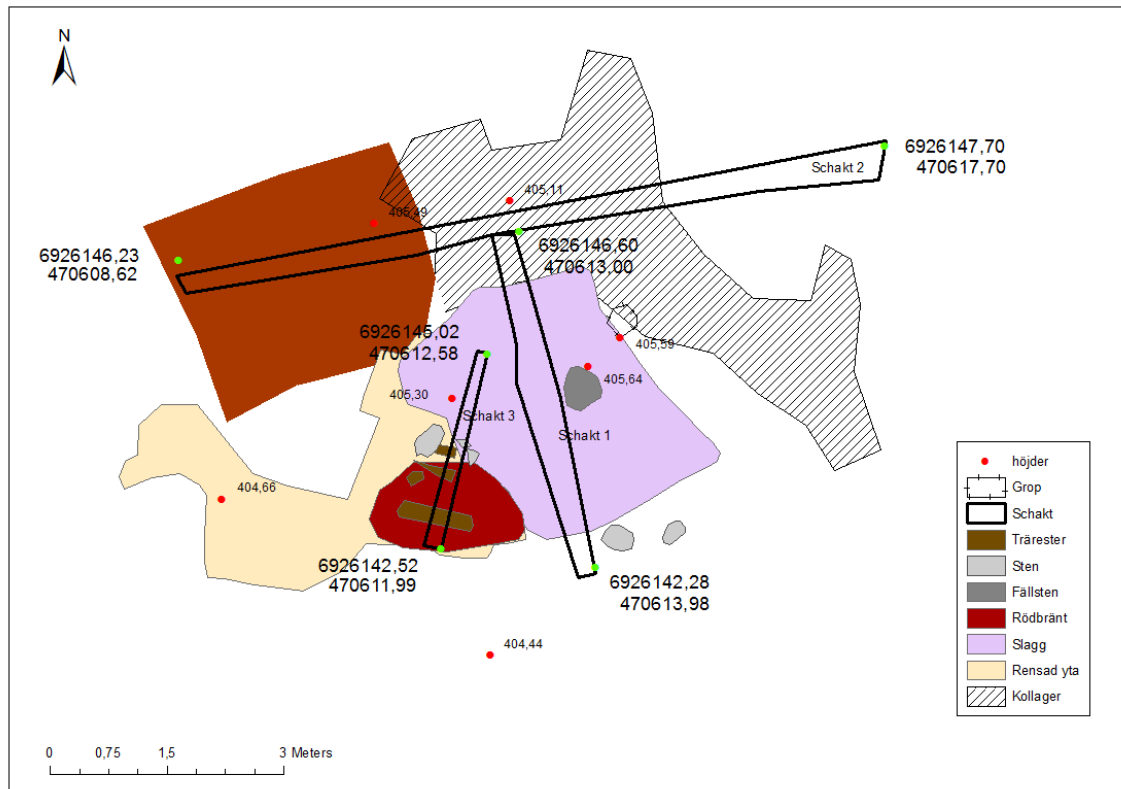 N
Schakt 2
6926147,70
470617,70
405,11
405,49
6926146,60
470613,00
6926146,23
470608,62
6926145,02
470612,58
405,59
405,64
405,30
Schakt 3
Schakt 1
404,66
6926142,52
470611,99
6926142,28
470613,98
404,44
höjder
Grop
Schakt
Trärester
Sten
Fällsten
Rödbränt
Slagg
Rensad yta
Kollager
0 0,75 1,5 3 Meters